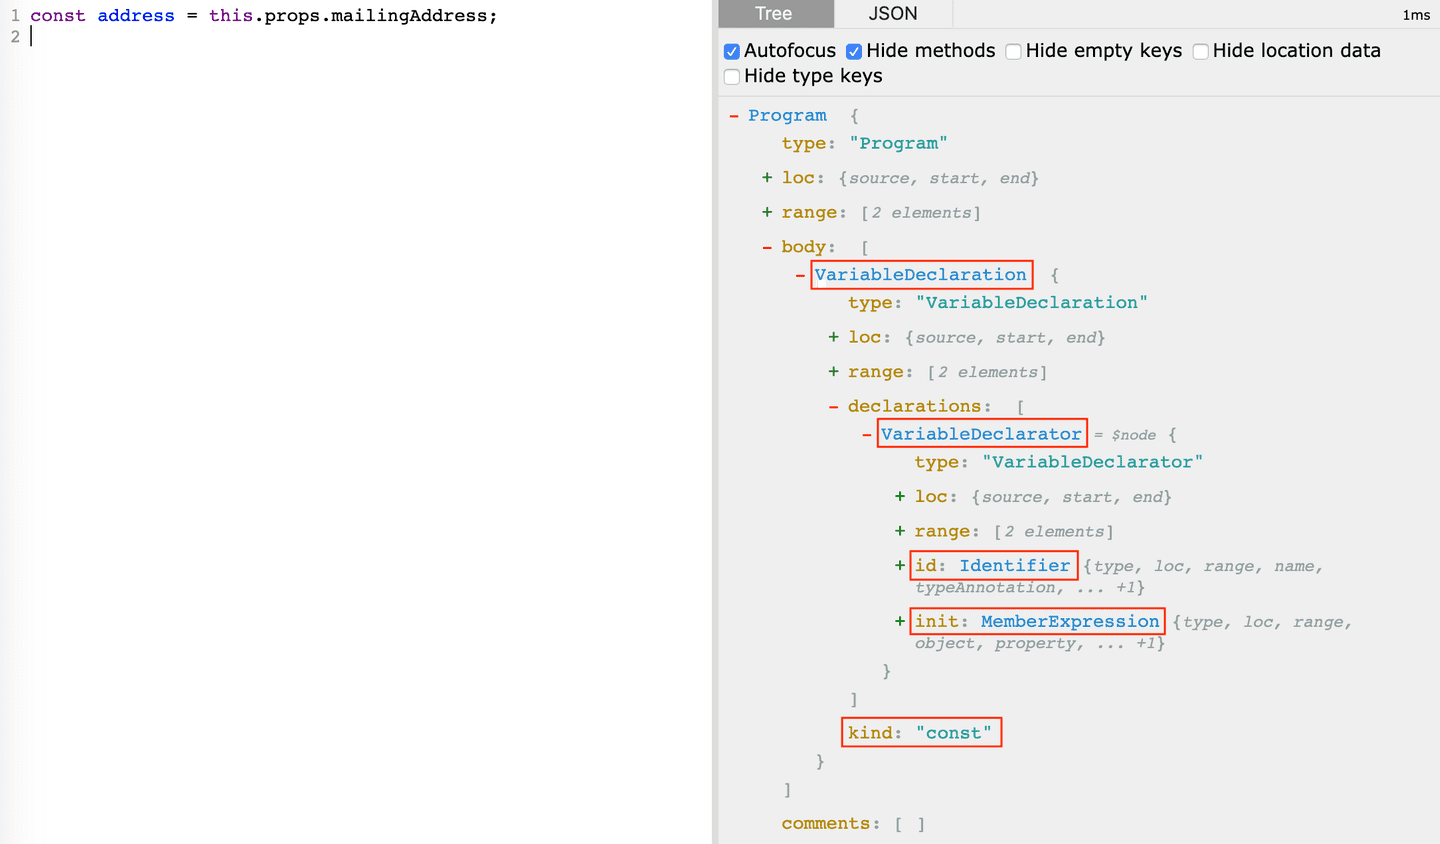 1 const address = this.props.mailingAddress;
2
Tree JSON 1ms
Autofocus Hide methods Hide empty keys Hide location data
Hide type keys
- Program {
type: "Program"
+ loc: {source, start, end}
+ range: [2 elements]
- body: [
- VariableDeclaration {
type: "VariableDeclaration"
+ loc: {source, start, end}
+ range: [2 elements]
- declarations: [
- VariableDeclarator = $node {
type: "VariableDeclarator"
+ loc: {source, start, end}
+ range: [2 elements]
+ id: Identifier {type, loc, range, name,
typeAnnotation, ... +1}
+ init: MemberExpression {type, loc, range,
object, property, ... +1}
}
]
kind: "const"
}
]
comments: [ ]